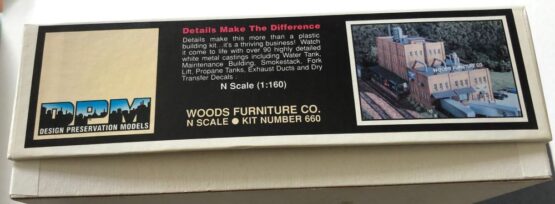 Details Make The Difference
Details make this more than a plastic
building kit...it's a thriving business! Watch
it come to life with over 90 highly detailed
white metal castings including Water Tank,
Maintenance Building, Smokestack, Fork
Lift, Propane Tanks, Exhaust Ducts and Dry
Transfer Decals.
N Scale (1:160)
DPM
DESIGN PRESERVATION MODELS
WOODS FURNITURE CO.
N SCALE ● KIT NUMBER 660
WOODS FURNITURE CO